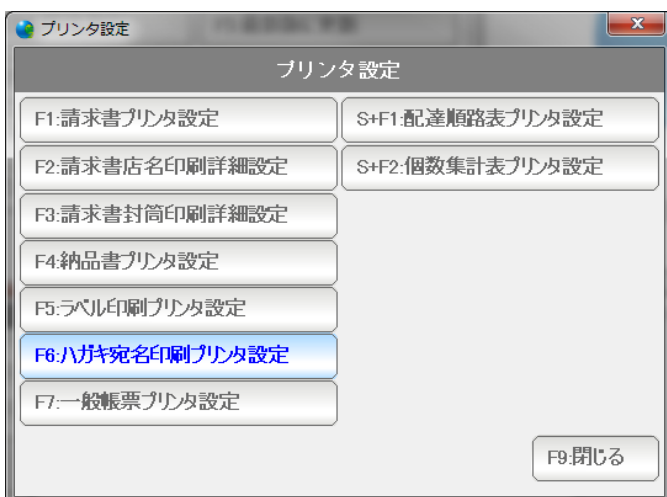 プリンタ設定
プリンタ設定
F1:請求書プリンタ設定
F2:請求書店名印刷詳細設定
F3:請求書封筒印刷詳細設定
F4:納品書プリンタ設定
F5:ラベル印刷プリンタ設定
F6:ハガキ宛名印刷プリンタ設定
F7:一般帳票プリンタ設定
S+F1:配達順路表プリンタ設定
S+F2:個数集計表プリンタ設定
F9:閉じる